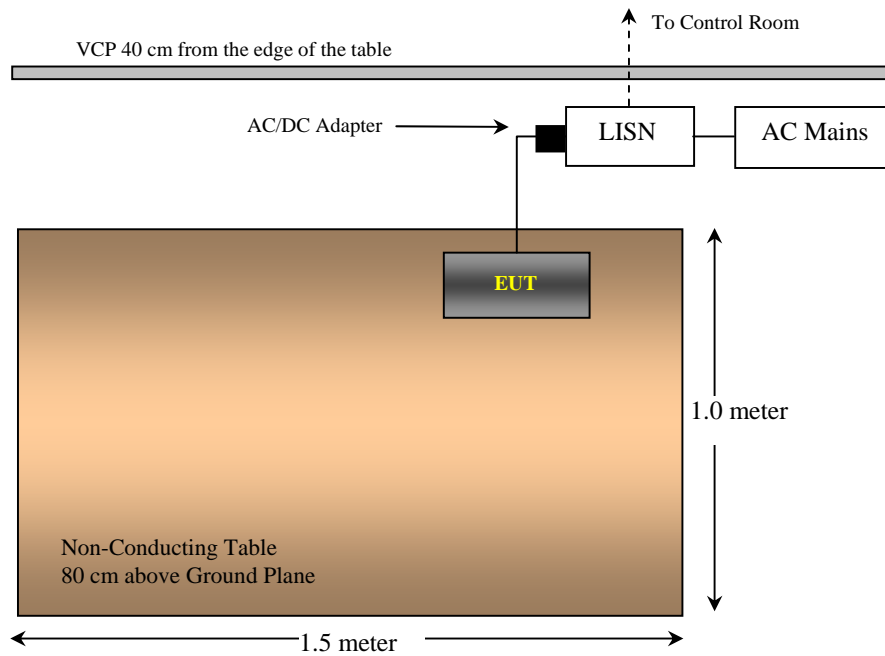 To Control Room
VCP 40 cm from the edge of the table
AC/DC Adapter
LISN
AC Mains
EUT
1.0 meter
Non-Conducting Table
80 cm above Ground Plane
1.5 meter